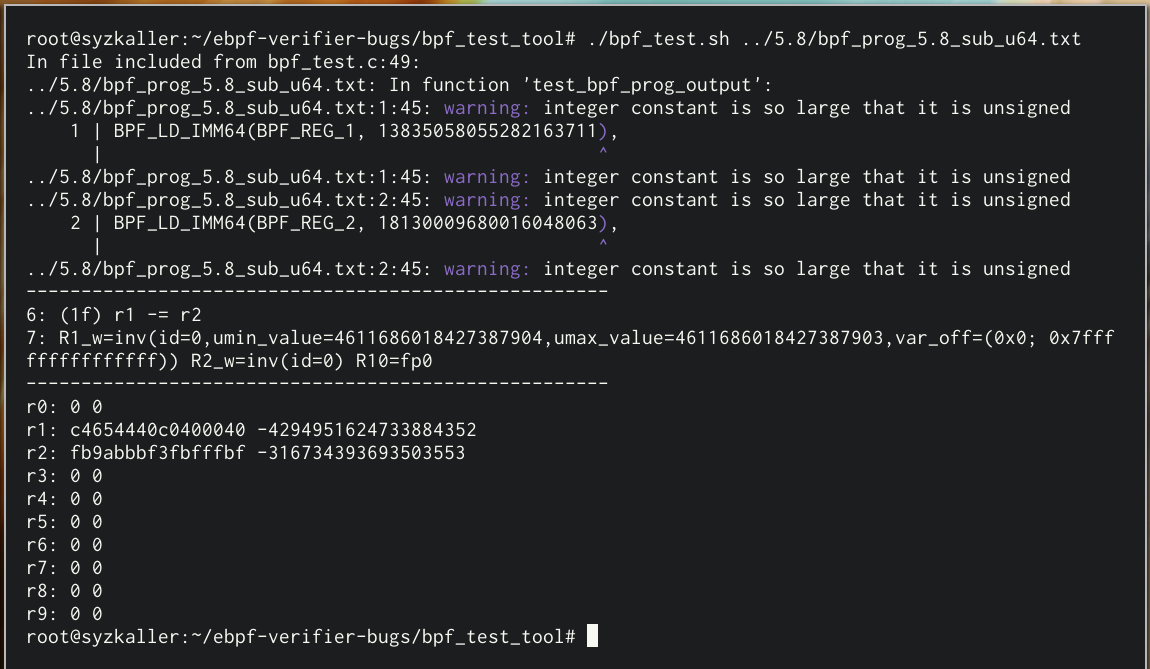 root@syzkaller:~/ebpf-verifier-bugs/bpf_test_tool# ./bpf_test.sh ../5.8/bpf_prog_5.8_sub_u64.txt
In file included from bpf_test.c:49:
../5.8/bpf_prog_5.8_sub_u64.txt: In function 'test_bpf_prog_output':
../5.8/bpf_prog_5.8_sub_u64.txt:1:45: warning: integer constant is so large that it is unsigned
    1 | BPF_LD_IMM64(BPF_REG_1, 13835058055282163711),
      |                                             ^
../5.8/bpf_prog_5.8_sub_u64.txt:1:45: warning: integer constant is so large that it is unsigned
../5.8/bpf_prog_5.8_sub_u64.txt:2:45: warning: integer constant is so large that it is unsigned
    2 | BPF_LD_IMM64(BPF_REG_2, 18130009680016048063),
      |                                             ^
../5.8/bpf_prog_5.8_sub_u64.txt:2:45: warning: integer constant is so large that it is unsigned
-----------------------------------------------------
6: (1f) r1 -= r2
7: R1_w=inv(id=0,umin_value=4611686018427387904,umax_value=4611686018427387903,var_off=(0x0; 0x7fff
ffffffffffff)) R2_w=inv(id=0) R10=fp0
-----------------------------------------------------
r0: 0 0
r1: c4654440c0400040 -4294951624733884352
r2: fb9abbbf3fbfffbf -316734393693503553
r3: 0 0
r4: 0 0
r5: 0 0
r6: 0 0
r7: 0 0
r8: 0 0
r9: 0 0
root@syzkaller:~/ebpf-verifier-bugs/bpf_test_tool#